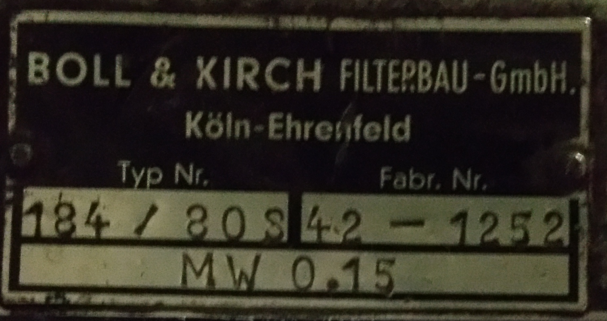 BOLL & KIRCH FILTERBAU-GmbH.
Köln-Ehrenfeld
Typ Nr. Fabr. Nr.
184 / 80S 42 - 1252
MW 0.15